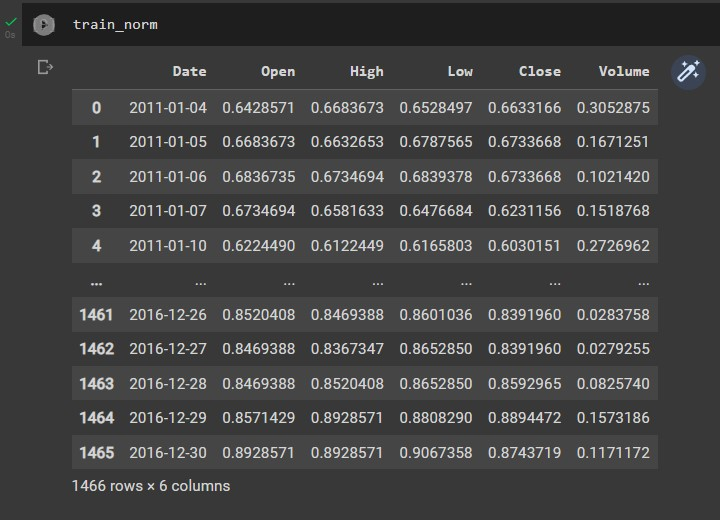 0s
train_norm
Date Open High Low Close Volume
0 2011-01-04 0.6428571 0.6683673 0.6528497 0.6633166 0.3052875
1 2011-01-05 0.6683673 0.6632653 0.6787565 0.6733668 0.1671251
2 2011-01-06 0.6836735 0.6734694 0.6839378 0.6733668 0.1021420
3 2011-01-07 0.6734694 0.6581633 0.6476684 0.6231156 0.1518768
4 2011-01-10 0.6224490 0.6122449 0.6165803 0.6030151 0.2726962
... ... ... ... ... ... ...
1461 2016-12-26 0.8520408 0.8469388 0.8601036 0.8391960 0.0283758
1462 2016-12-27 0.8469388 0.8367347 0.8652850 0.8391960 0.0279255
1463 2016-12-28 0.8469388 0.8520408 0.8652850 0.8592965 0.0825740
1464 2016-12-29 0.8571429 0.8928571 0.8808290 0.8894472 0.1573186
1465 2016-12-30 0.8928571 0.8928571 0.9067358 0.8743719 0.1171172
1466 rows × 6 columns